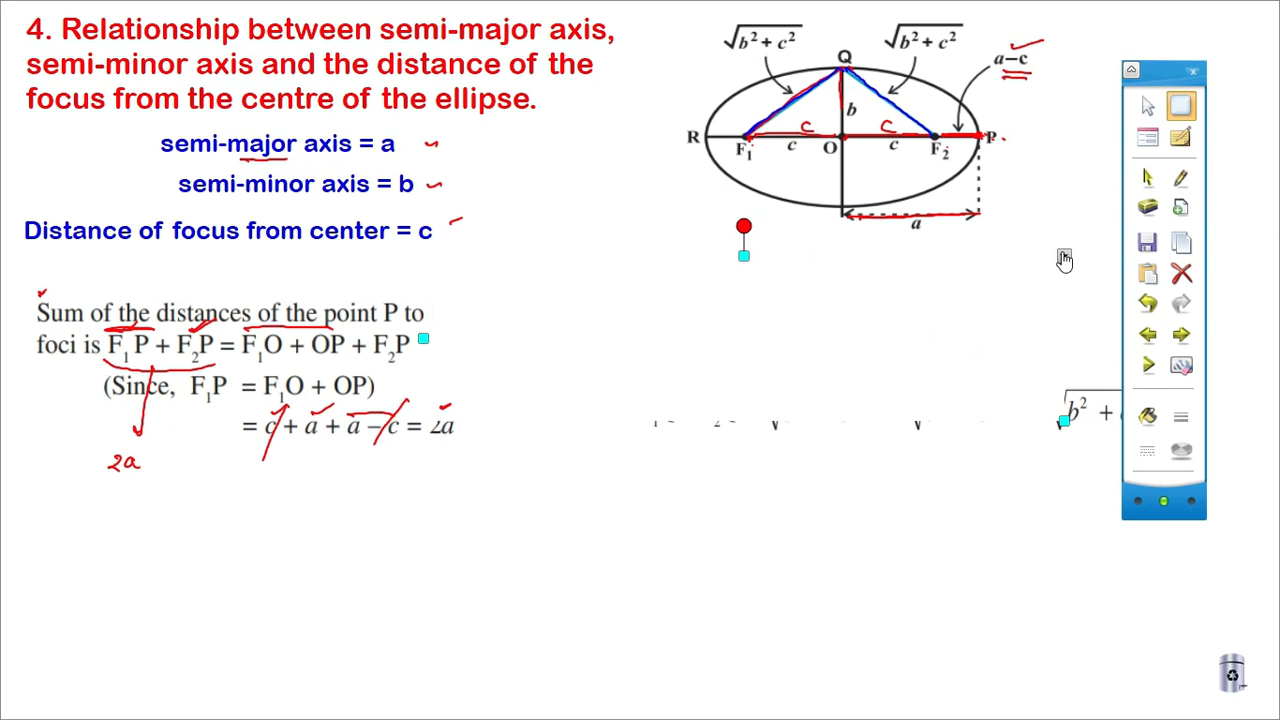 4. Relationship between semi-major axis,
semi-minor axis and the distance of the
focus from the centre of the ellipse.
semi-major axis = a
semi-minor axis = b
Distance of focus from center = c
Sum of the distances of the point P to
foci is F₁P + F₂P = F₁O + OP + F₂P
(Since, F₁P = F₁O + OP)
= c + a + a – c = 2a
2a
√b² + c²
√b² + c²
Q
a–c
b
c
c
R
P
F₁
c
O
c
F₂
a
√b² +